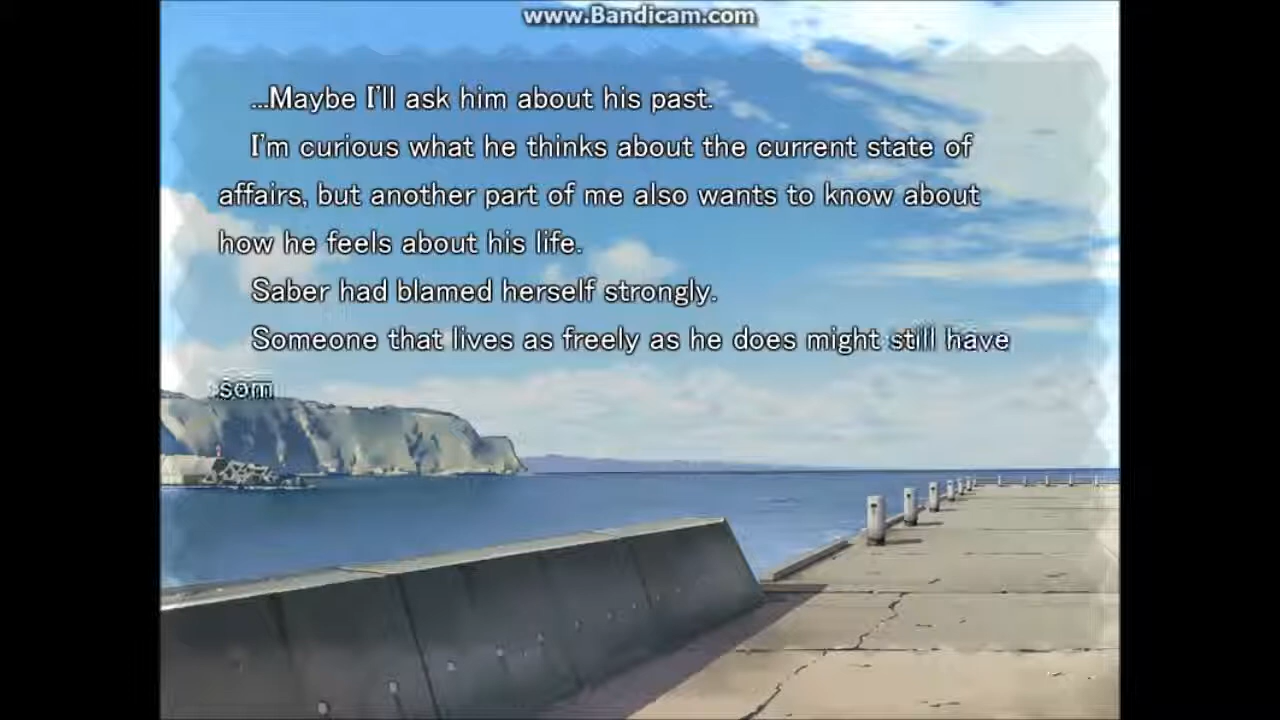 www.Bandicam.com
...Maybe I'll ask him about his past.
I'm curious what he thinks about the current state of
affairs, but another part of me also wants to know about
how he feels about his life.
Saber had blamed herself strongly.
Someone that lives as freely as he does might still have
som